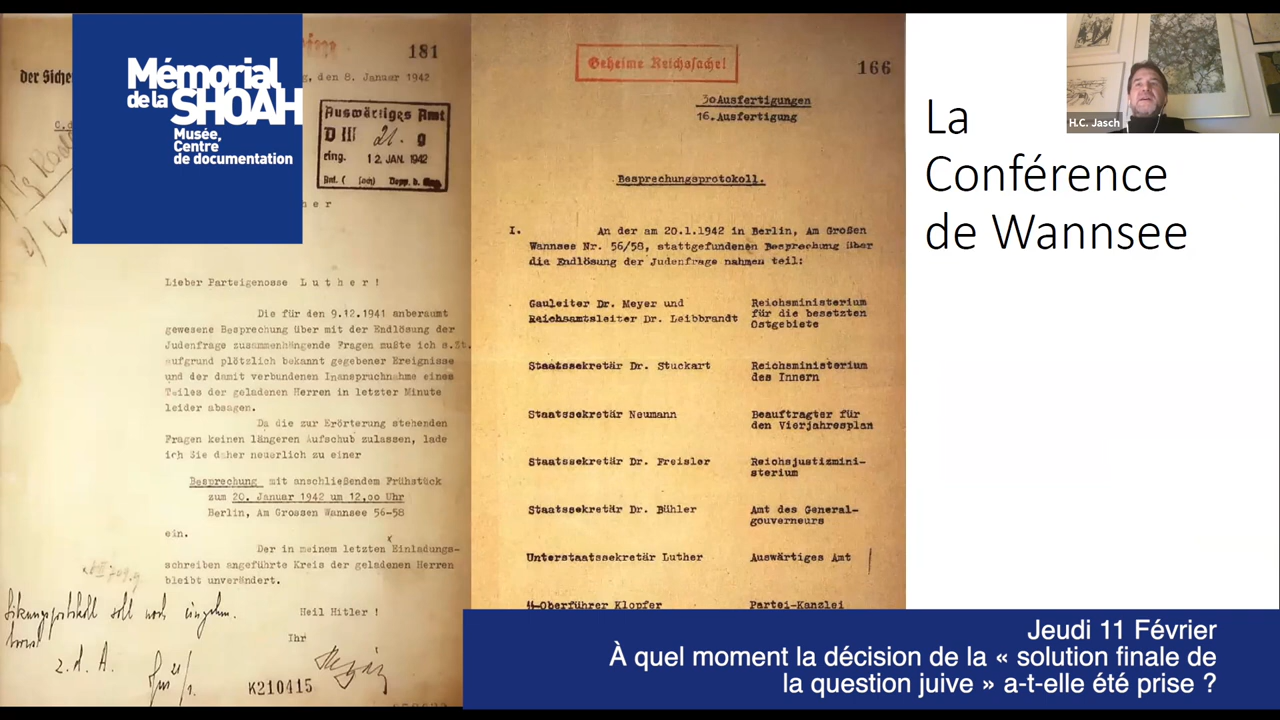 Mémorial
de la SHOAH
Musée,
Centre
de documentation
der Siche
181
g, den 8. Januar 1942
Auswärtiges Amt
D III 21. g
eing. 12. JAN. 1942
her
Lieber Parteigenosse Luther!
Die für den 9.12.1941 anberaumt
gewesene Besprechung über mit der Endlösung der
Judenfrage zusammenhängende Fragen mußte ich s.Zt.
aufgrund plötzlich bekannt gegebener Ereignisse
und der damit verbundenen Inanspruchnahme eines
Teiles der geladenen Herren in letzter Minute
leider absagen.
Da die zur Erörterung stehenden
Fragen keinen längeren Aufschub zulassen, lade
ich Sie daher neuerlich zu einer
Besprechung mit anschließendem Frühstück
zum 20. Januar 1942 um 12,00 Uhr
Berlin, Am Grossen Wannsee 56-58
ein.
Der in meinem letzten Einladungs-
schreiben angeführte Kreis der geladenen Herren
bleibt unverändert.
Heil Hitler !
Ihr
z. d. A.
K210415
Geheime Reichssache!
166
30 Ausfertigungen
16. Ausfertigung
Besprechungsprotokoll.
I. An der am 20.1.1942 in Berlin, Am Großen
Wannsee Nr. 56/58, stattgefundenen Besprechung über
die Endlösung der Judenfrage nahmen teil:
Gauleiter Dr. Meyer und Reichsministerium
Reichsamtsleiter Dr. Leibbrandt für die besetzten
Ostgebiete
Staatssekretär Dr. Stuckart Reichsministerium
des Innern
Staatssekretär Neumann Beauftragter für
den Vierjahresplan
Staatssekretär Dr. Freisler Reichsjustizmini-
sterium
Staatssekretär Dr. Bühler Amt des General-
gouverneurs
Unterstaatssekretär Luther Auswärtiges Amt
SS-Oberführer Klopfer Partei-Kanzlei
La
Conférence
de Wannsee
H.C. Jasch
Jeudi 11 Février
À quel moment la décision de la « solution finale de
la question juive » a-t-elle été prise ?